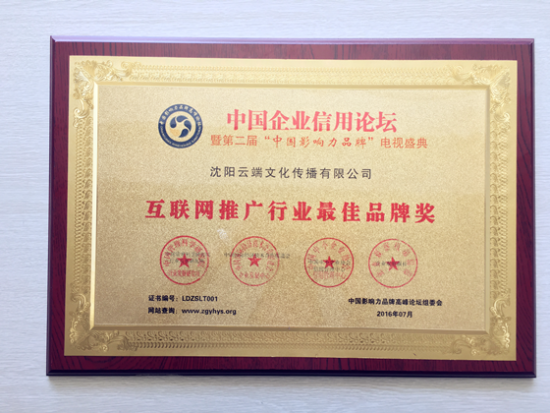 中国企业信用论坛
暨第二届“中国影响力品牌”电视盛典
沈阳云端文化传播有限公司
互联网推广行业最佳品牌奖
证书编号：LDZSLT001
网站查询：www.zgyhys.org
中国影响力品牌高峰论坛组委会
2016年07月